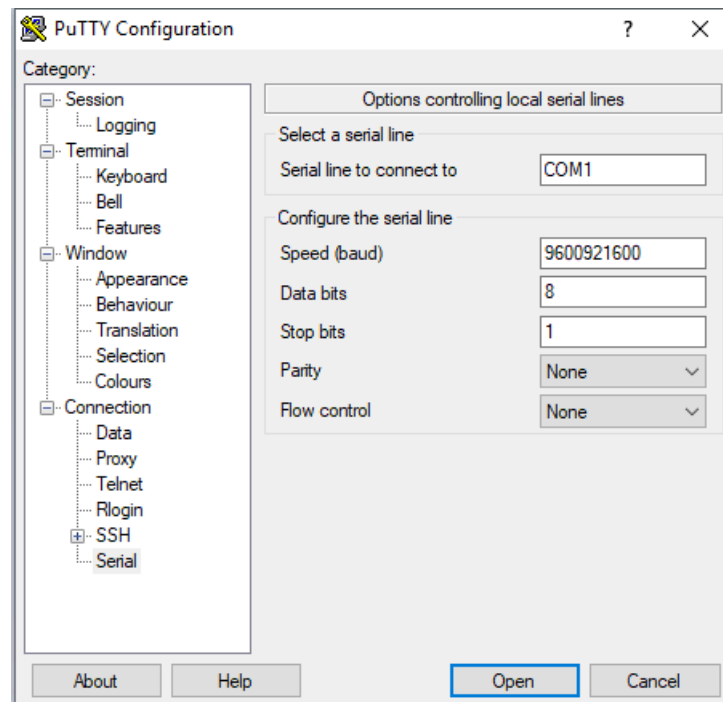 PuTTY Configuration
?
Category:
Session
Logging
Terminal
Keyboard
Bell
Features
Window
Appearance
Behaviour
Translation
Selection
Colours
Connection
Data
Proxy
Telnet
Rlogin
SSH
Serial
Options controlling local serial lines
Select a serial line
Serial line to connect to COM1
Configure the serial line
Speed (baud) 9600921600
Data bits 8
Stop bits 1
Parity None
Flow control None
About Help Open Cancel